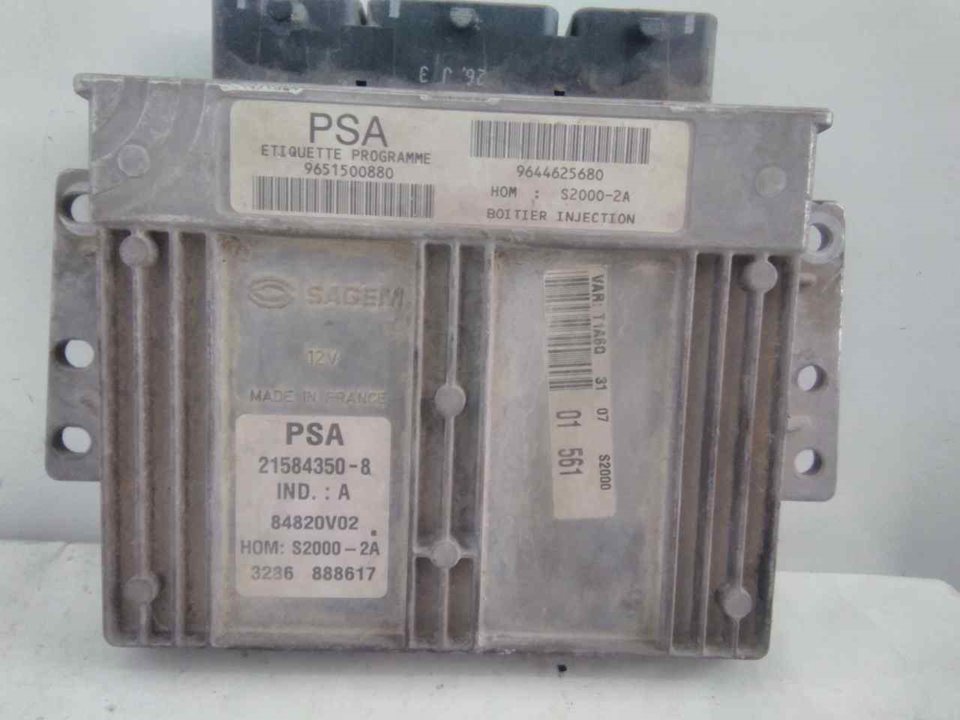 26. J 3
PSA
ETIQUETTE PROGRAMME
9651500880
9644625680
HOM : S2000-2A
BOITIER INJECTION
SAGEM
12V
MADE IN FRANCE
PSA
21584350-8
IND. : A
84820V02
HOM: S2000-2A
3286 888617
VAR: T1A60 31 07 S2000
01 561